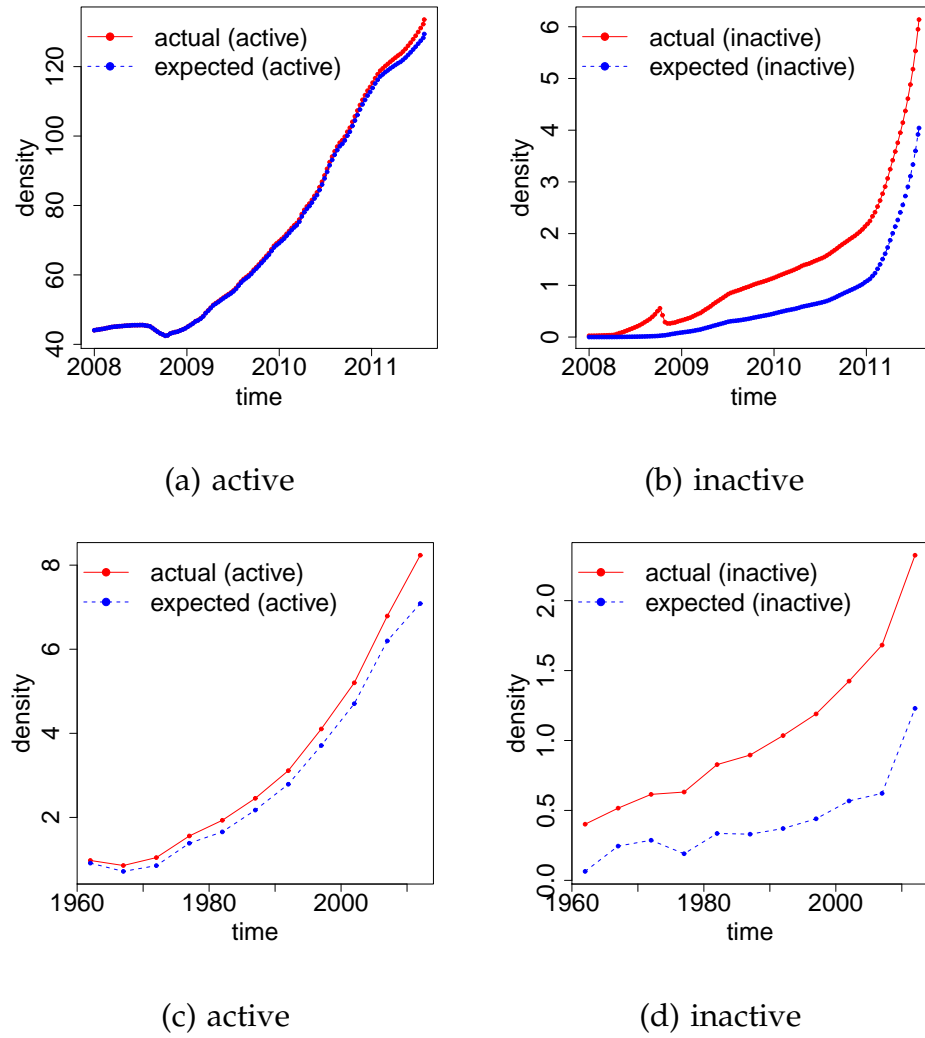 actual (active)
expected (active)
density
40 60 80 100 120
2008 2009 2010 2011
time
(a) active
actual (inactive)
expected (inactive)
density
0 1 2 3 4 5 6
2008 2009 2010 2011
time
(b) inactive
actual (active)
expected (active)
density
2 4 6 8
1960 1980 2000
time
(c) active
actual (inactive)
expected (inactive)
density
0.0 0.5 1.0 1.5 2.0
1960 1980 2000
time
(d) inactive